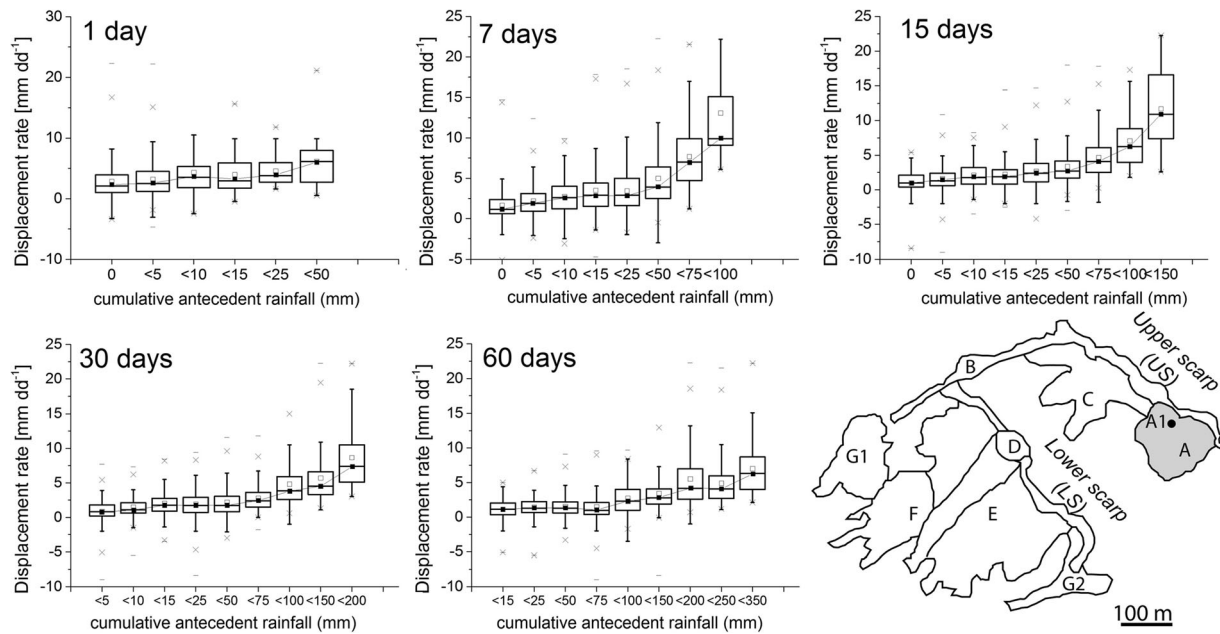 1 day
Displacement rate [mm dd-1]
30
20
10
0
-10
0 <5 <10 <15 <25 <50
cumulative antecedent rainfall (mm)
7 days
Displacement rate [mm dd-1]
25
20
15
10
5
0
-5
0 <5 <10 <15 <25 <50 <75 <100
cumulative antecedent rainfall (mm)
15 days
Displacement rate [mm dd-1]
25
20
15
10
5
0
-5
-10
0 <5 <10 <15 <25 <50 <75 <100 <150
cumulative antecedent rainfall (mm)
30 days
Displacement rate [mm dd-1]
25
20
15
10
5
0
-5
-10
<5 <10 <15 <25 <50 <75 <100 <150 <200
cumulative antecedent rainfall (mm)
60 days
Displacement rate [mm dd-1]
25
20
15
10
5
0
-5
-10
<15 <25 <50 <75 <100 <150 <200 <250 <350
cumulative antecedent rainfall (mm)
Upper scarp
(US)
B
C
A1
A
D
G1
Lower scarp
(LS)
F
E
G2
100 m